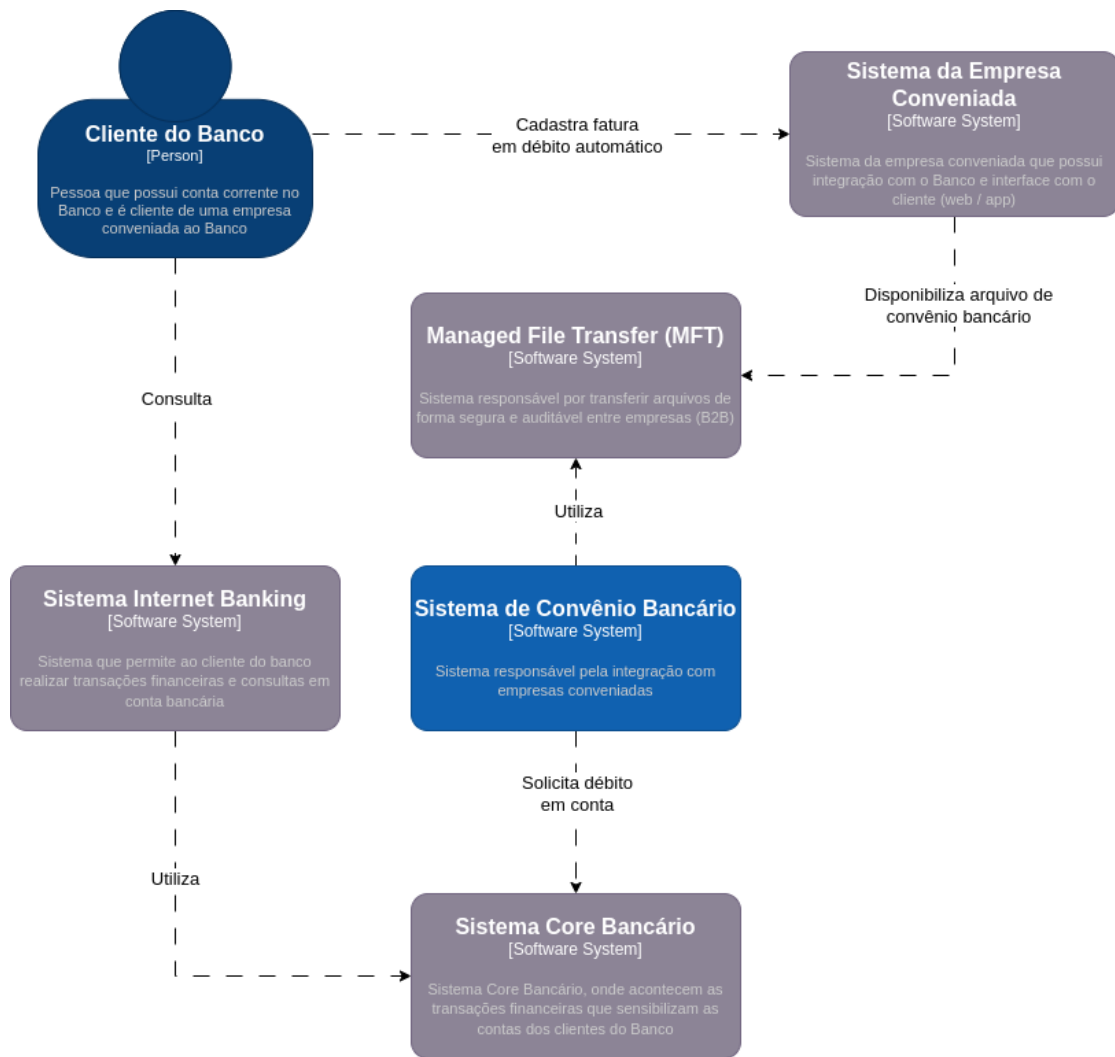 Cliente do Banco
[Person]
Pessoa que possui conta corrente no
Banco e é cliente de uma empresa
conveniada ao Banco
Cadastra fatura
em débito automático
Sistema da Empresa
Conveniada
[Software System]
Sistema da empresa conveniada que possui
integração com o Banco e interface com o
cliente (web / app)
Disponibiliza arquivo de
convênio bancário
Managed File Transfer (MFT)
[Software System]
Sistema responsável por transferir arquivos de
forma segura e auditável entre empresas (B2B)
Consulta
Utiliza
Sistema Internet Banking
[Software System]
Sistema que permite ao cliente do banco
realizar transações financeiras e consultas em
conta bancária
Sistema de Convênio Bancário
[Software System]
Sistema responsável pela integração com
empresas conveniadas
Solicita débito
em conta
Utiliza
Sistema Core Bancário
[Software System]
Sistema Core Bancário, onde acontecem as
transações financeiras que sensibilizam as
contas dos clientes do Banco